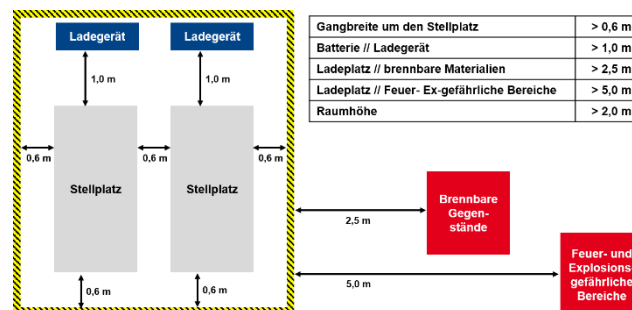 Ladegerät
Ladegerät
1,0 m
1,0 m
0,6 m
0,6 m
0,6 m
Stellplatz
Stellplatz
0,6 m
0,6 m
Gangbreite um den Stellplatz > 0,6 m
Batterie // Ladegerät > 1,0 m
Ladeplatz // brennbare Materialien > 2,5 m
Ladeplatz // Feuer- Ex-gefährliche Bereiche > 5,0 m
Raumhöhe > 2,0 m
2,5 m
Brennbare
Gegen-
stände
5,0 m
Feuer- und
Explosions-
gefährliche
Bereiche